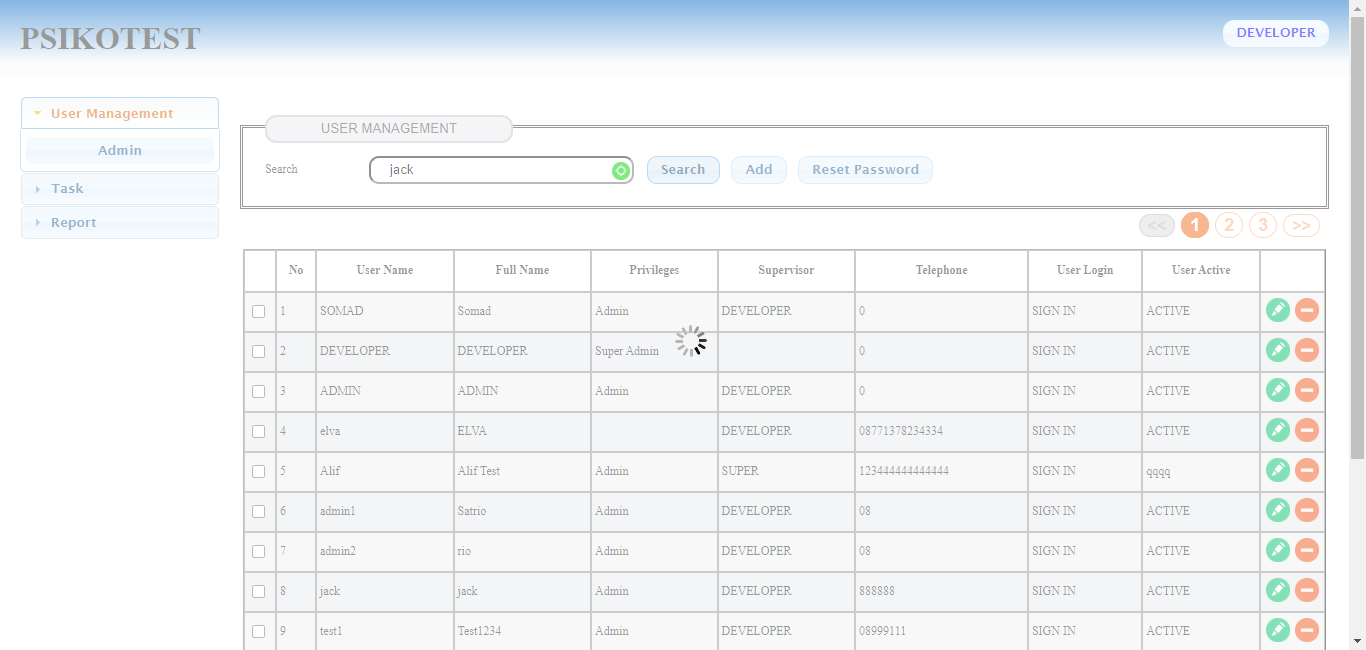 PSIKOTEST
DEVELOPER
User Management
Admin
Task
Report
USER MANAGEMENT
Search jack Search Add Reset Password
<< 1 2 3 >>
No User Name Full Name Privileges Supervisor Telephone User Login User Active
1 SOMAD Somad Admin DEVELOPER 0 SIGN IN ACTIVE
2 DEVELOPER DEVELOPER Super Admin 0 SIGN IN ACTIVE
3 ADMIN ADMIN Admin DEVELOPER 0 SIGN IN ACTIVE
4 elva ELVA DEVELOPER 08771378234334 SIGN IN ACTIVE
5 Alif Alif Test Admin SUPER 123444444444444 SIGN IN qqqq
6 admin1 Satrio Admin DEVELOPER 08 SIGN IN ACTIVE
7 admin2 rio Admin DEVELOPER 08 SIGN IN ACTIVE
8 jack jack Admin DEVELOPER 888888 SIGN IN ACTIVE
9 test1 Test1234 Admin DEVELOPER 08999111 SIGN IN ACTIVE